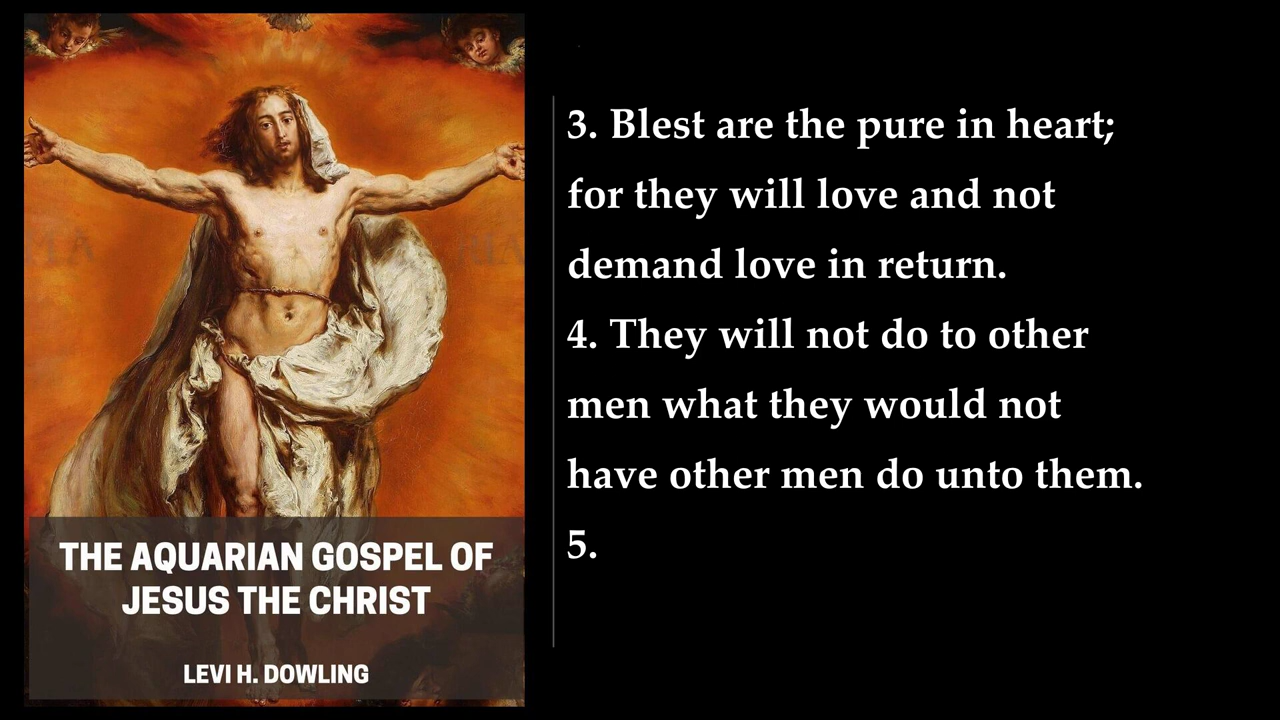 THE AQUARIAN GOSPEL OF
JESUS THE CHRIST
LEVI H. DOWLING
3. Blest are the pure in heart;
for they will love and not
demand love in return.
4. They will not do to other
men what they would not
have other men do unto them.
5.